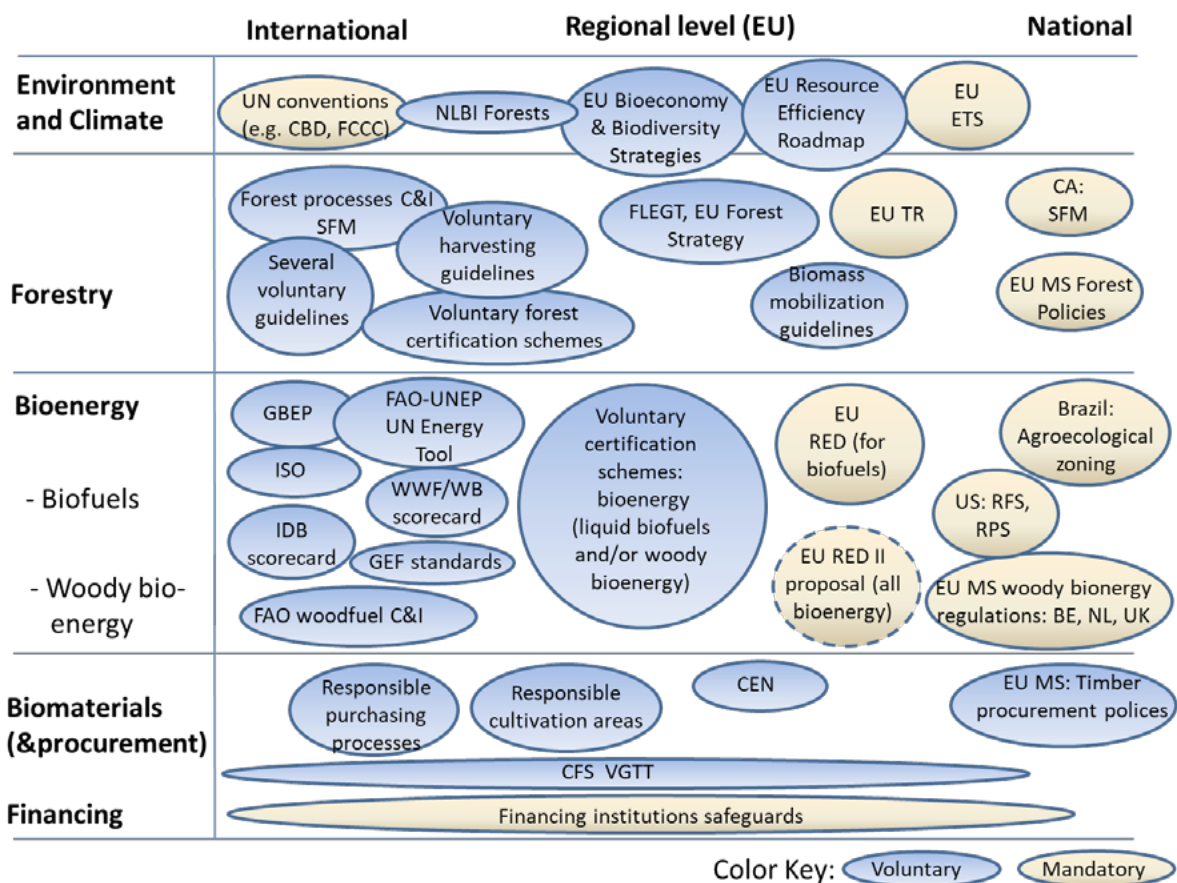 International
Regional level (EU)
National
Environment
and Climate
UN conventions
(e.g. CBD, FCCC)
NLBI Forests
EU Bioeconomy
& Biodiversity
Strategies
EU Resource
Efficiency
Roadmap
EU
ETS
Forestry
Forest processes C&I
SFM
Voluntary
harvesting
guidelines
Several
voluntary
guidelines
Voluntary forest
certification schemes
FLEGT, EU Forest
Strategy
EU TR
Biomass
mobilization
guidelines
CA:
SFM
EU MS Forest
Policies
Bioenergy
- Biofuels
- Woody bio-
energy
GBEP
FAO-UNEP
UN Energy
Tool
ISO
WWF/WB
scorecard
IDB
scorecard
GEF standards
FAO woodfuel C&I
Voluntary
certification
schemes:
bioenergy
(liquid biofuels
and/or woody
bioenergy)
EU
RED (for
biofuels)
EU RED II
proposal (all
bioenergy)
Brazil:
Agroecological
zoning
US: RFS,
RPS
EU MS woody bionergy
regulations: BE, NL, UK
Biomaterials
(&procurement)
Responsible
purchasing
processes
Responsible
cultivation areas
CEN
EU MS: Timber
procurement polices
CFS VGTT
Financing
Financing institutions safeguards
Color Key:
Voluntary
Mandatory